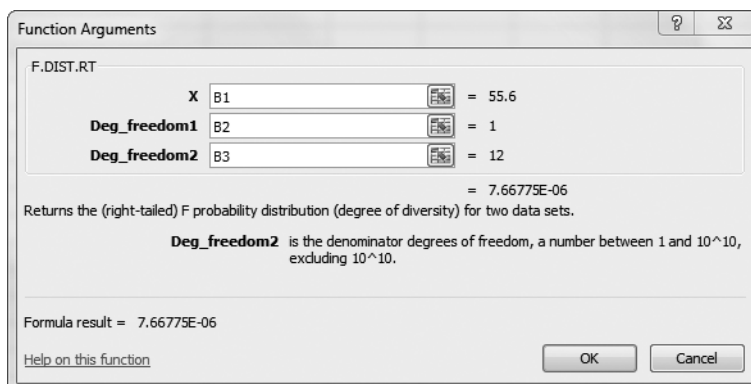 Function Arguments
F.DIST.RT
X B1 = 55.6
Deg_freedom1 B2 = 1
Deg_freedom2 B3 = 12
= 7.66775E-06
Returns the (right-tailed) F probability distribution (degree of diversity) for two data sets.
Deg_freedom2 is the denominator degrees of freedom, a number between 1 and 10^10,
excluding 10^10.
Formula result = 7.66775E-06
Help on this function OK Cancel